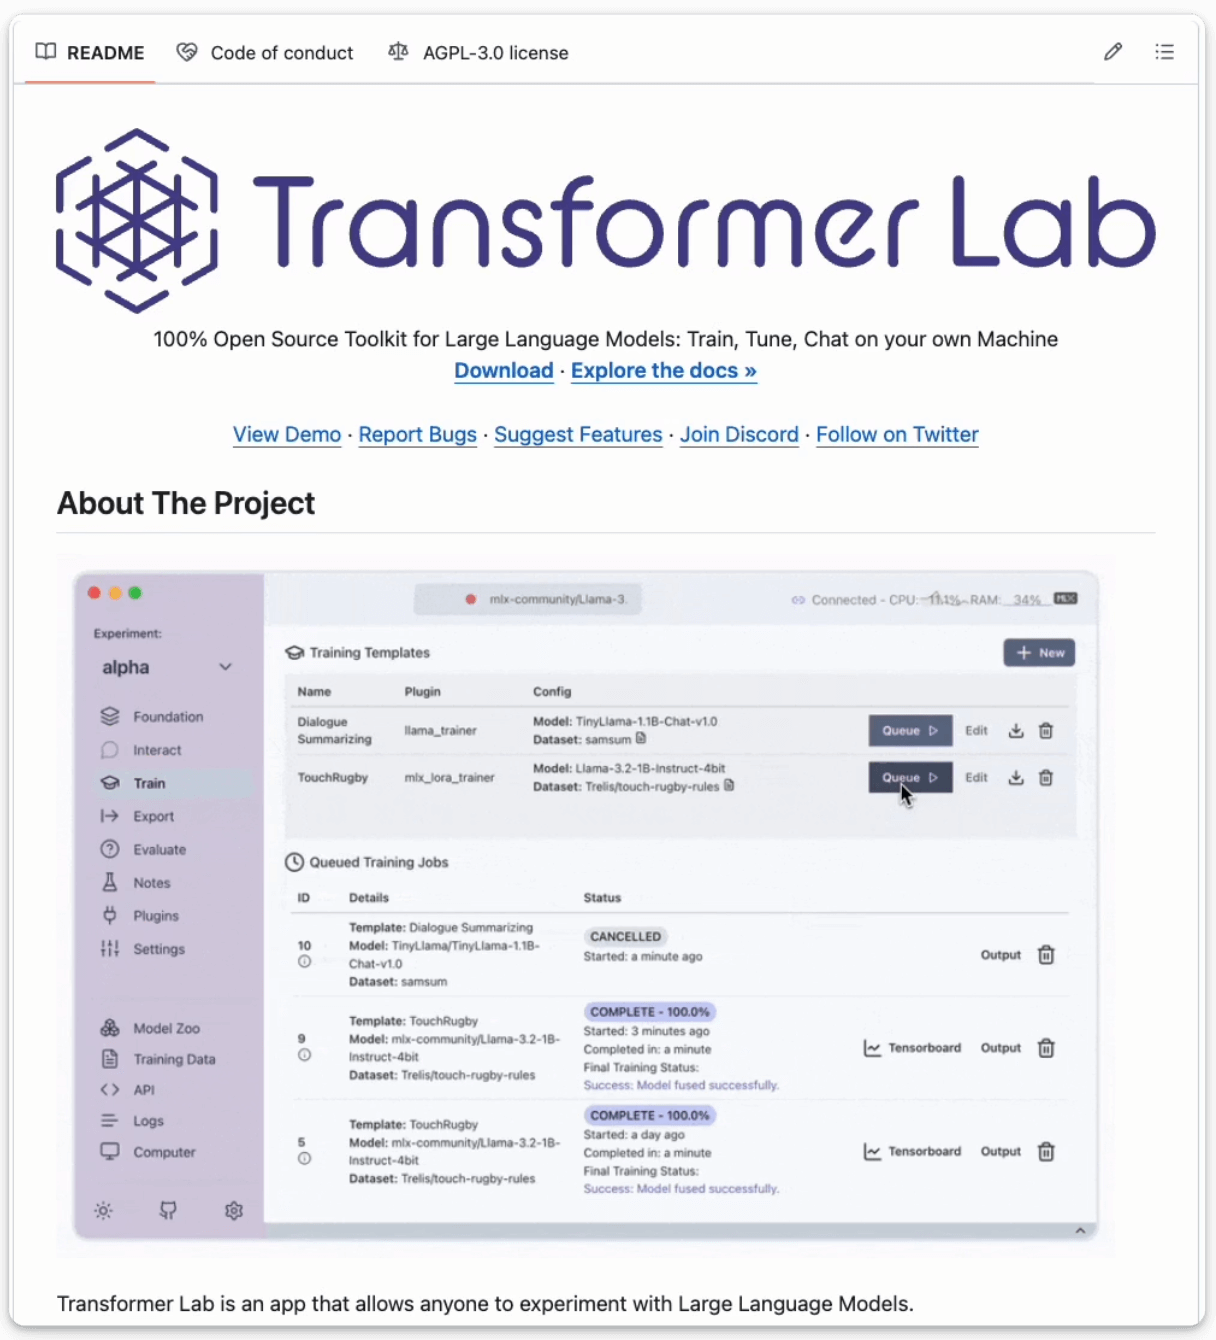 README Code of conduct AGPL-3.0 license
Transformer Lab
100% Open Source Toolkit for Large Language Models: Train, Tune, Chat on your own Machine
Download · Explore the docs »
View Demo · Report Bugs · Suggest Features · Join Discord · Follow on Twitter
About The Project
mlx-community/Llama-3.
Connected - CPU: 11.1% RAM: 34% MLX
Experiment:
alpha
Foundation
Interact
Train
Export
Evaluate
Notes
Plugins
Settings
Model Zoo
Training Data
API
Logs
Computer
Training Templates
+ New
Name Plugin Config
Dialogue
Summarizing
llama_trainer
Model: TinyLlama-1.1B-Chat-v1.0
Dataset: samsum
Queue Edit
TouchRugby
mlx_lora_trainer
Model: Llama-3.2-1B-Instruct-4bit
Dataset: Trelis/touch-rugby-rules
Queue Edit
Queued Training Jobs
ID Details Status
10
Template: Dialogue Summarizing
Model: TinyLlama/TinyLlama-1.1B-
Chat-v1.0
Dataset: samsum
CANCELLED
Started: a minute ago
Output
9
Template: TouchRugby
Model: mlx-community/Llama-3.2-1B-
Instruct-4bit
Dataset: Trelis/touch-rugby-rules
COMPLETE - 100.0%
Started: 3 minutes ago
Completed in: a minute
Final Training Status:
Success: Model fused successfully.
Tensorboard Output
5
Template: TouchRugby
Model: mlx-community/Llama-3.2-1B-
Instruct-4bit
Dataset: Trelis/touch-rugby-rules
COMPLETE - 100.0%
Started: a day ago
Completed in: a minute
Final Training Status:
Success: Model fused successfully.
Tensorboard Output
Transformer Lab is an app that allows anyone to experiment with Large Language Models.